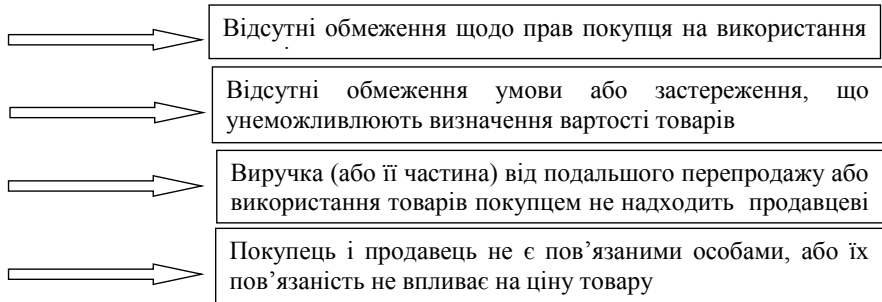 Відсутні обмеження щодо прав покупця на використання
Відсутні обмеження умови або застереження, що
унеможливлюють визначення вартості товарів
Виручка (або її частина) від подальшого перепродажу або
використання товарів покупцем не надходить продавцеві
Покупець і продавець не є пов’язаними особами, або їх
пов’язаність не впливає на ціну товару